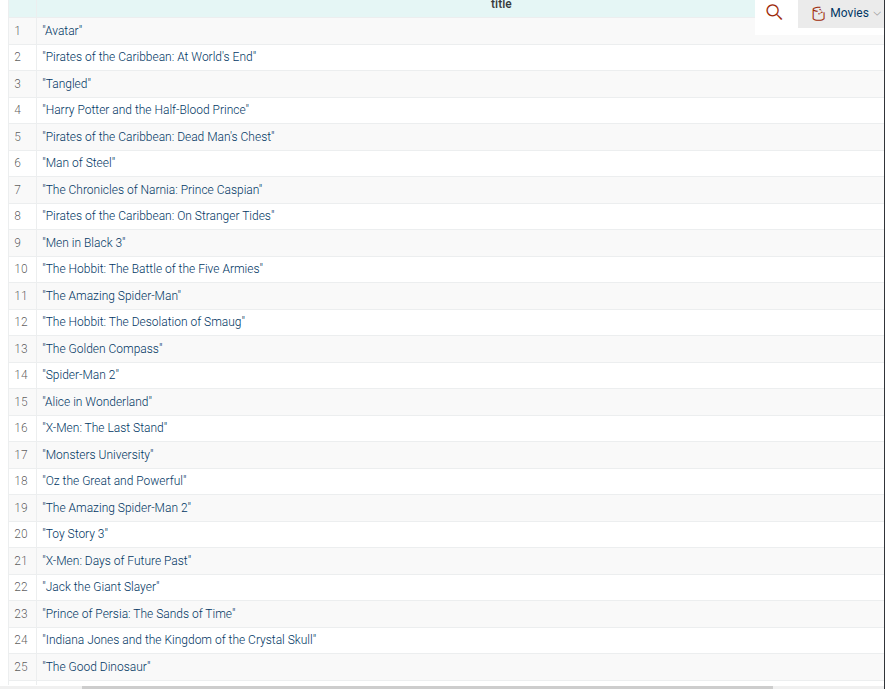 title
Movies
1 "Avatar"
2 "Pirates of the Caribbean: At World's End"
3 "Tangled"
4 "Harry Potter and the Half-Blood Prince"
5 "Pirates of the Caribbean: Dead Man's Chest"
6 "Man of Steel"
7 "The Chronicles of Narnia: Prince Caspian"
8 "Pirates of the Caribbean: On Stranger Tides"
9 "Men in Black 3"
10 "The Hobbit: The Battle of the Five Armies"
11 "The Amazing Spider-Man"
12 "The Hobbit: The Desolation of Smaug"
13 "The Golden Compass"
14 "Spider-Man 2"
15 "Alice in Wonderland"
16 "X-Men: The Last Stand"
17 "Monsters University"
18 "Oz the Great and Powerful"
19 "The Amazing Spider-Man 2"
20 "Toy Story 3"
21 "X-Men: Days of Future Past"
22 "Jack the Giant Slayer"
23 "Prince of Persia: The Sands of Time"
24 "Indiana Jones and the Kingdom of the Crystal Skull"
25 "The Good Dinosaur"